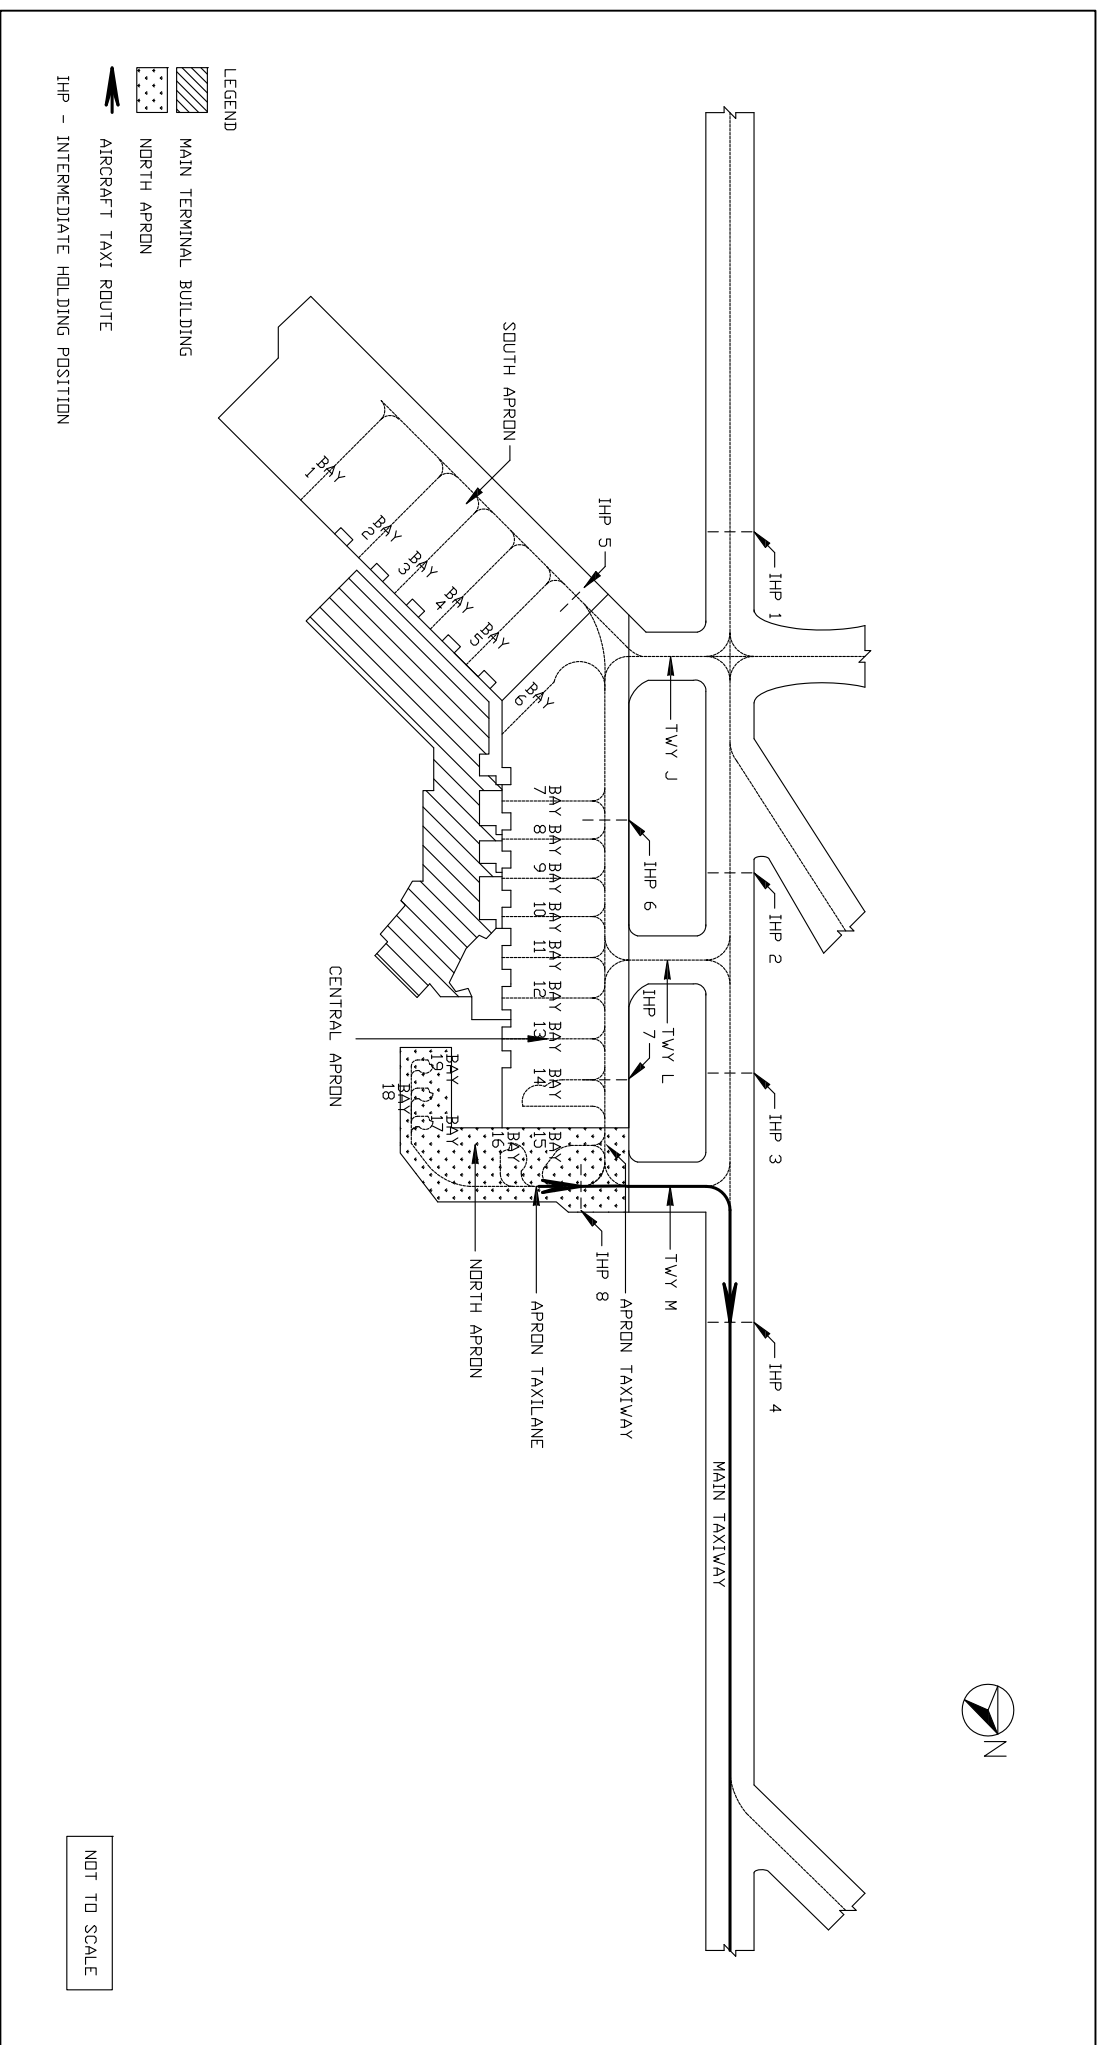 LEGEND
MAIN TERMINAL BUILDING
NORTH APRON
AIRCRAFT TAXI ROUTE
IHP - INTERMEDIATE HOLDING POSITION
SOUTH APRON
BAY 1
BAY 2
BAY 3
BAY 4
BAY 5
BAY 6
BAY 7
BAY 8
BAY 9
BAY 10
BAY 11
BAY 12
BAY 13
BAY 14
BAY 15
BAY 16
BAY 17
BAY 18
BAY 19
IHP 1
IHP 2
IHP 3
IHP 4
IHP 5
IHP 6
IHP 7
IHP 8
TWY J
TWY L
TWY M
CENTRAL APRON
NORTH APRON
APRON TAXILANE
APRON TAXIWAY
MAIN TAXIWAY
N
NOT TO SCALE